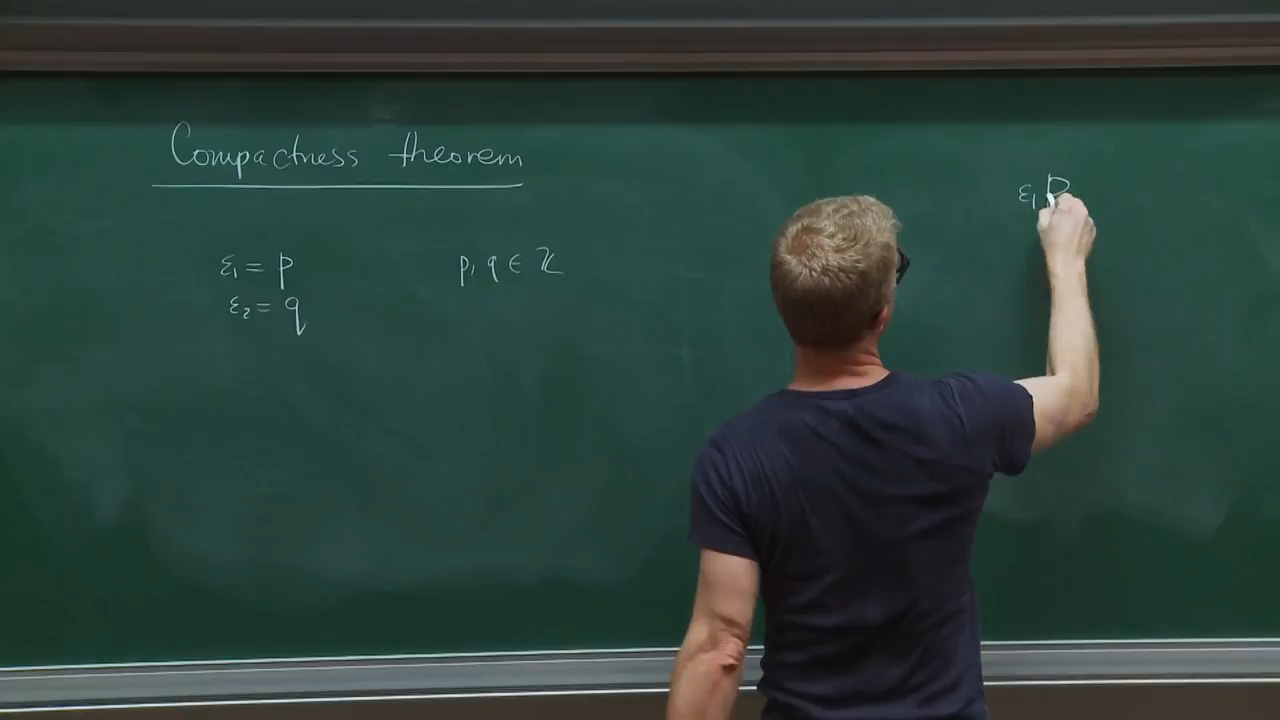 Compactness theorem
ε₁ = p p, q ∈ ℤ
ε₂ = q
ε₁ p